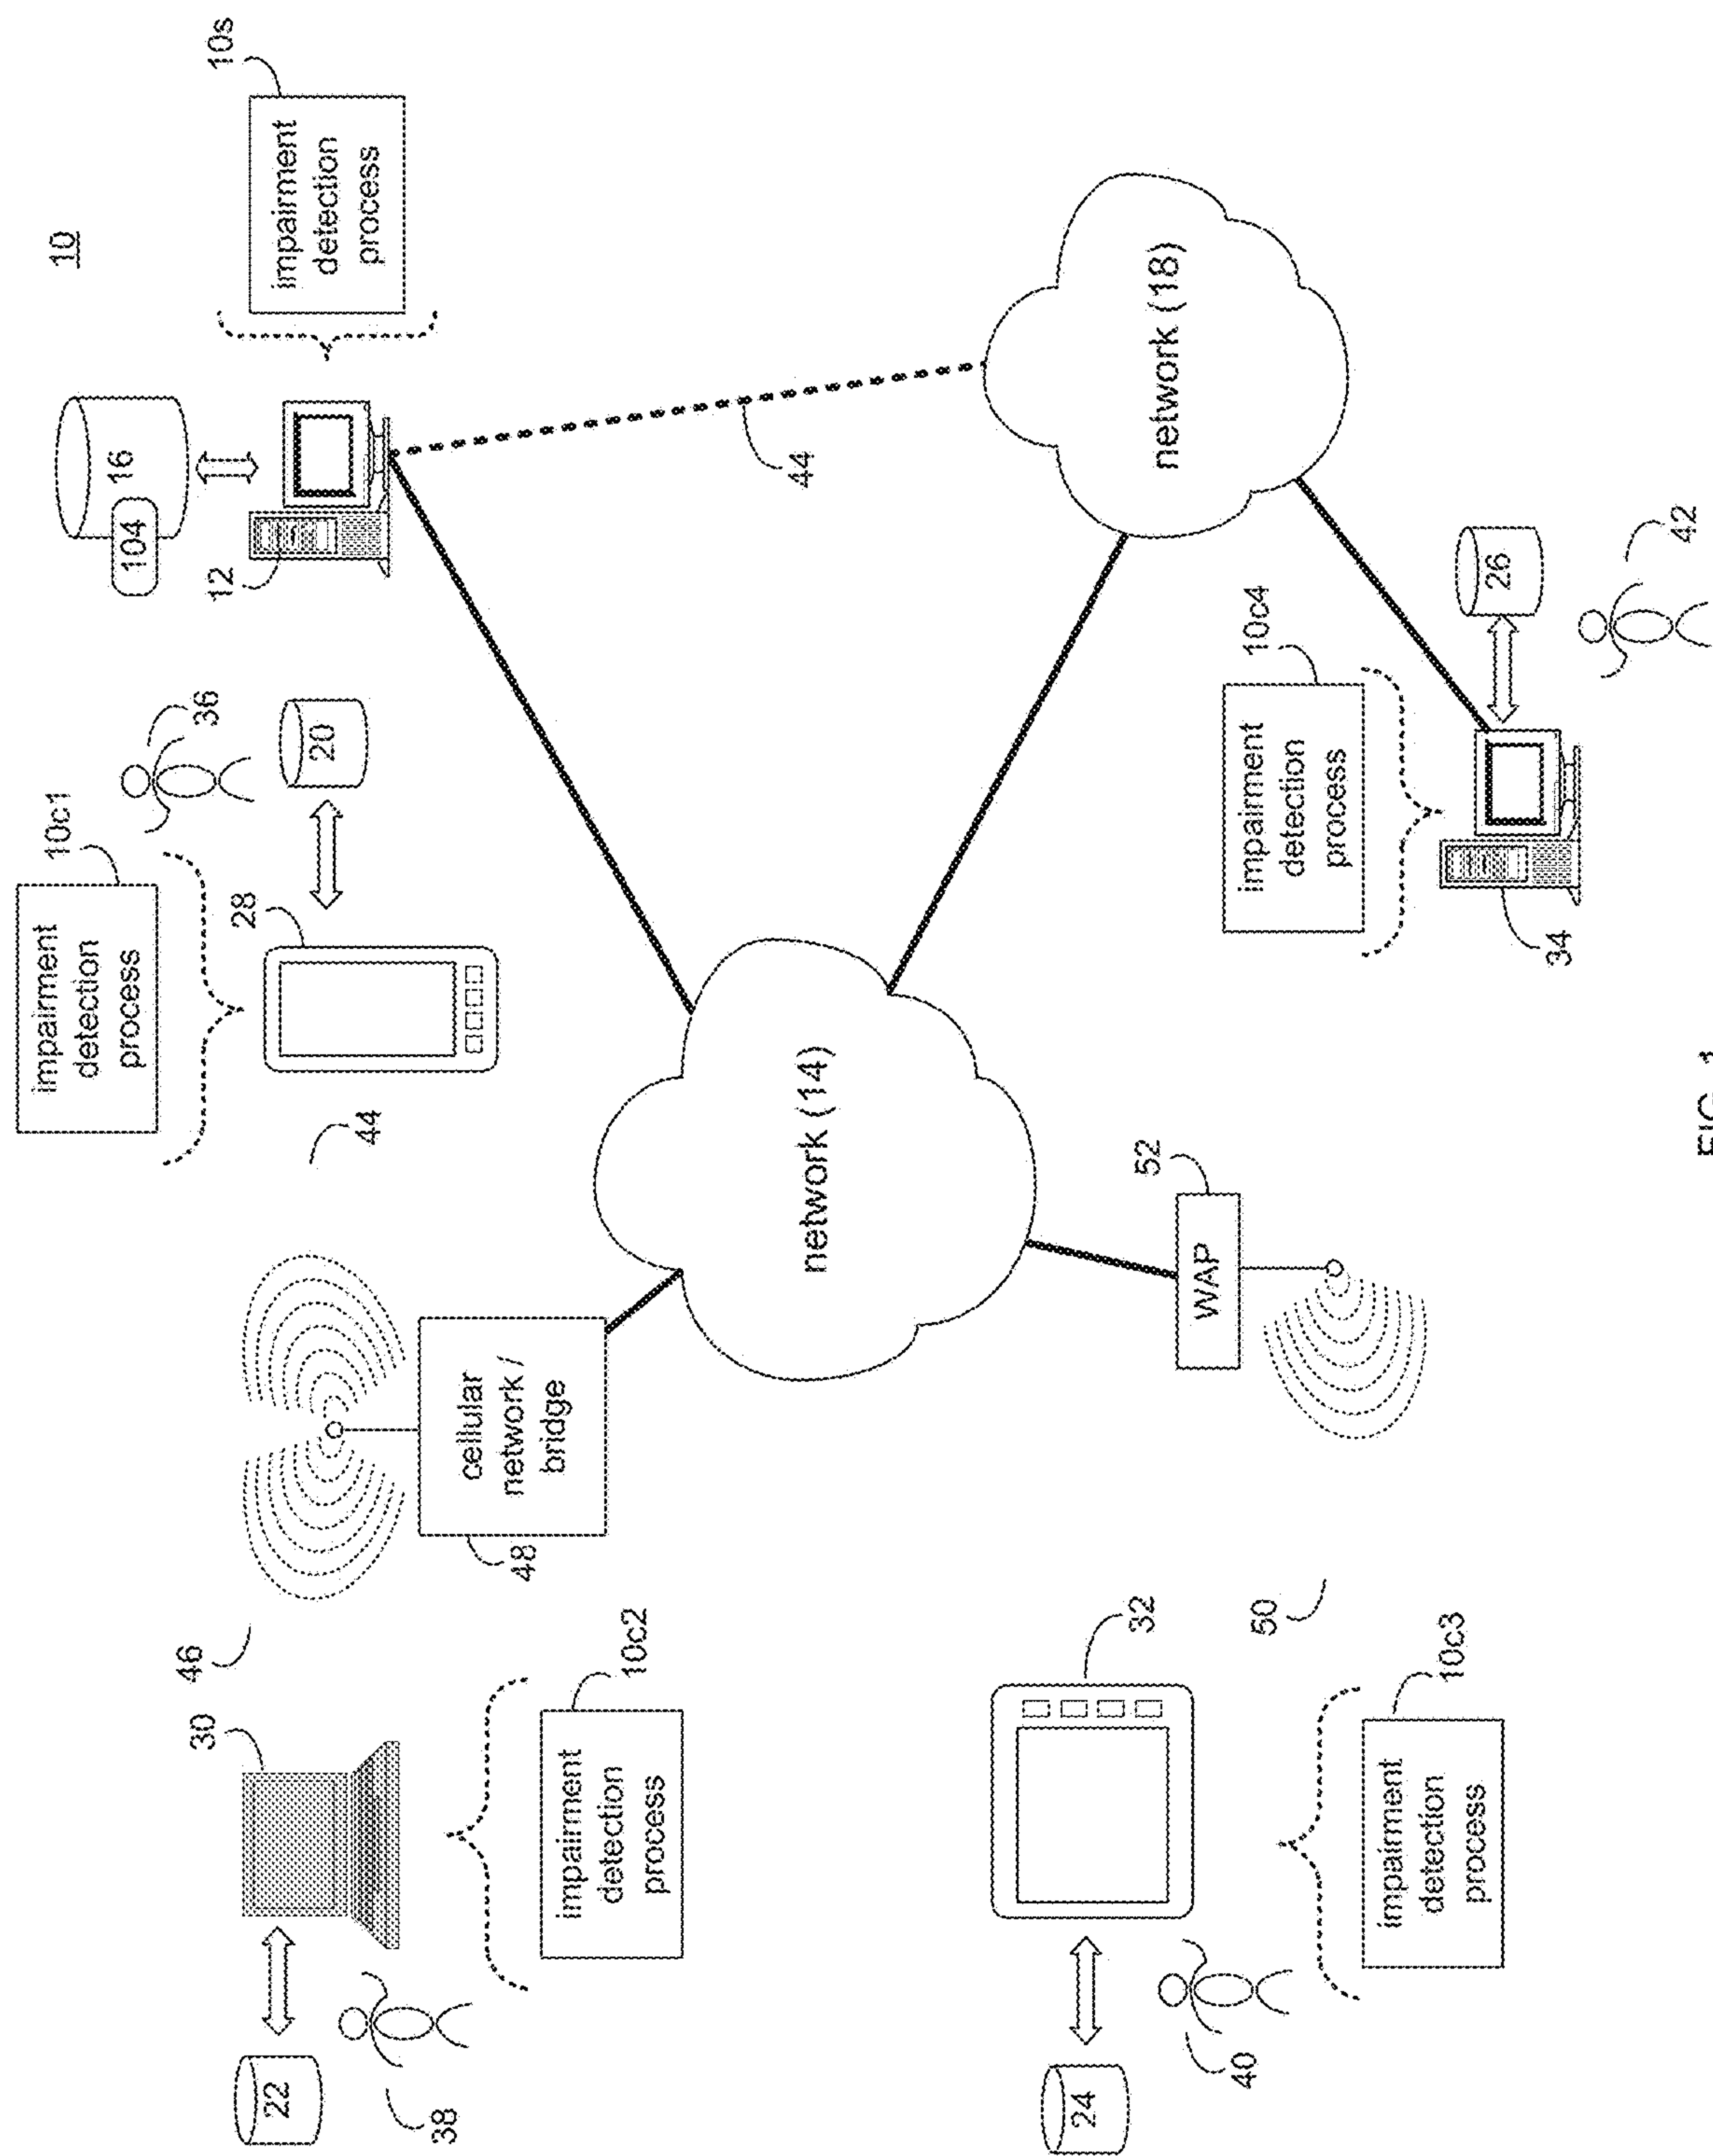 10
10c1
impairment
detection
process
46
44
36
10s
impairment
detection
process
22
30
28
20
104
16
12
38
48
cellular
network /
bridge
10c2
impairment
detection
process
44
network (14)
network (18)
24
32
52
WAP
40
50
10c4
impairment
detection
process
10c3
impairment
detection
process
34
26
42
FIG. 1